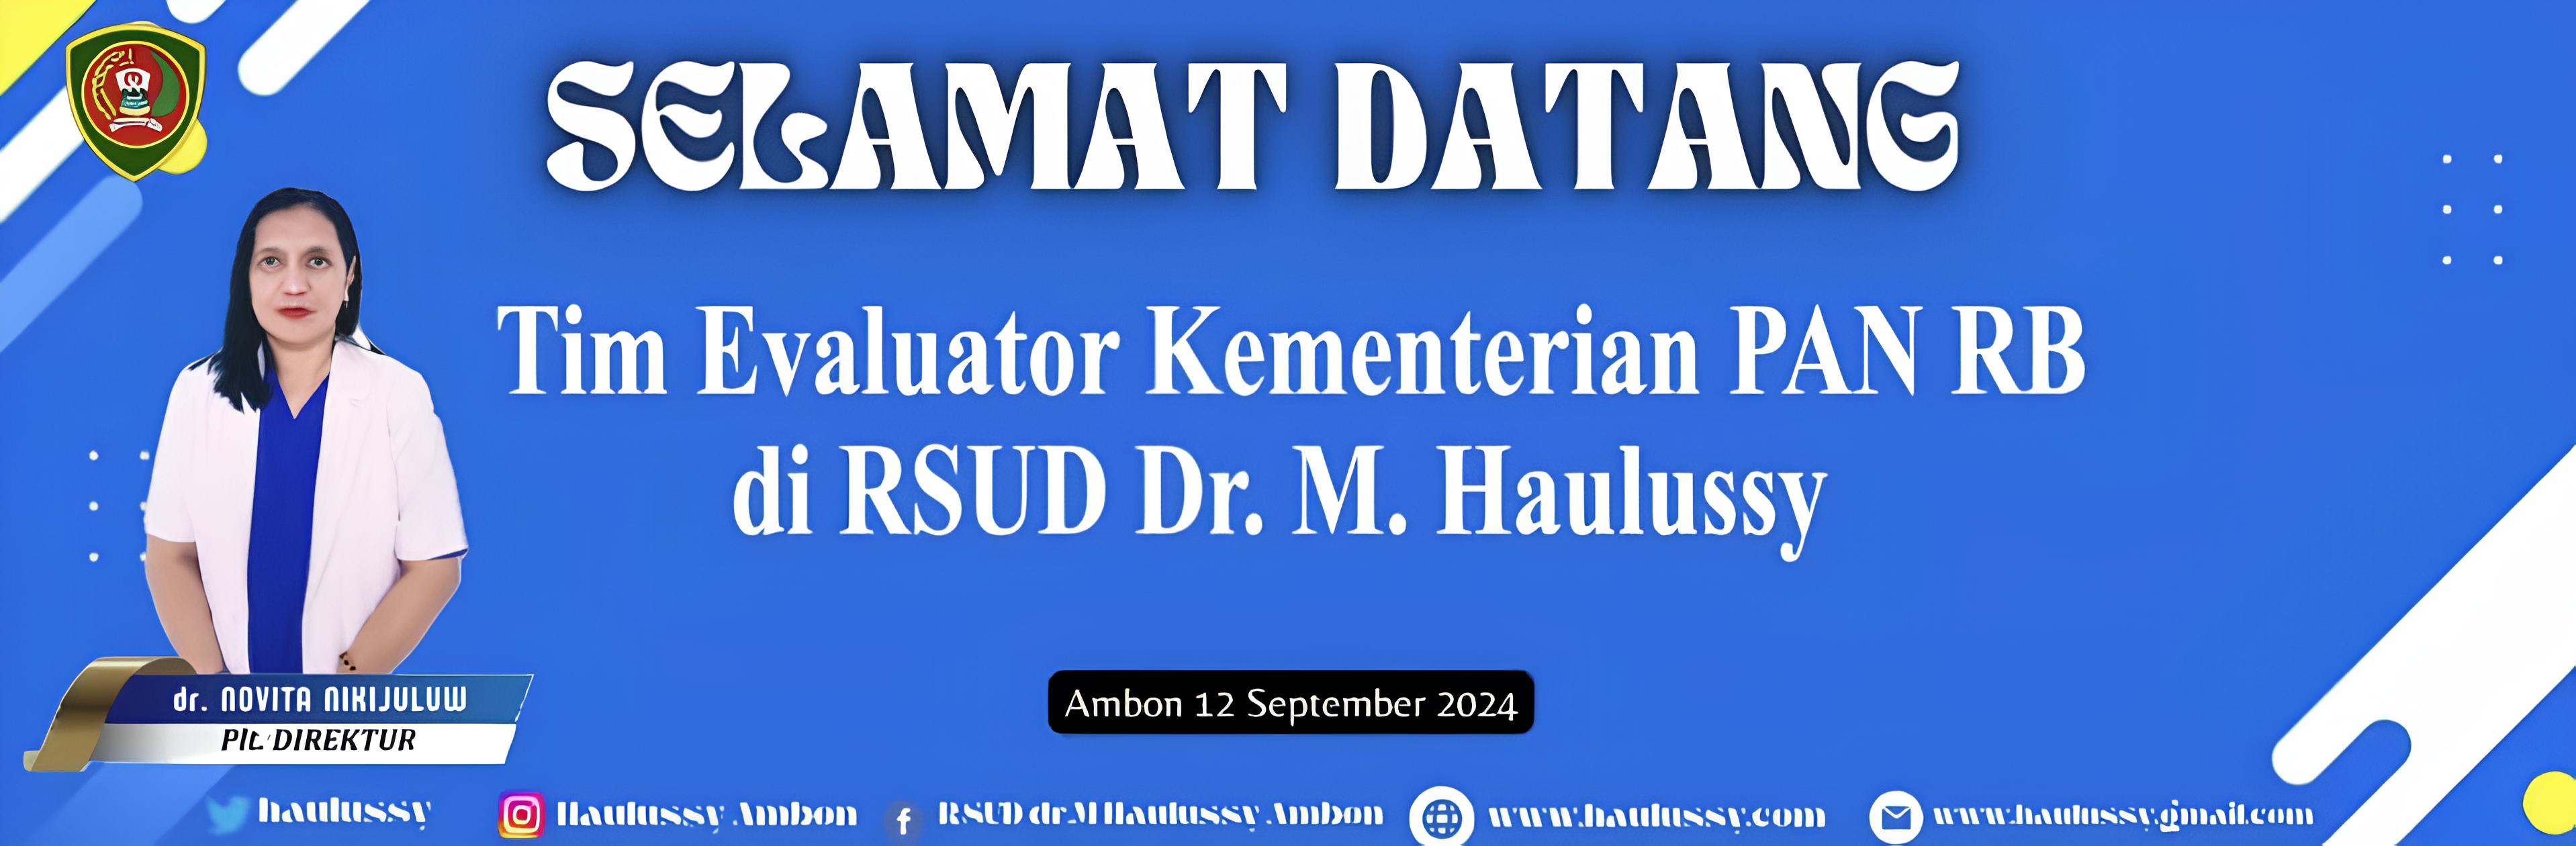 SELAMAT DATANG
Tim Evaluator Kementerian PAN RB
di RSUD Dr. M. Haulussy
Ambon 12 September 2024
dr. NOVITA NIKIJULUW
Plt. DIREKTUR
haulussy
Haulussy Ambon
RSUD dr.M Haulussy Ambon
www.haulussy.com
www.haulussy.gmail.com